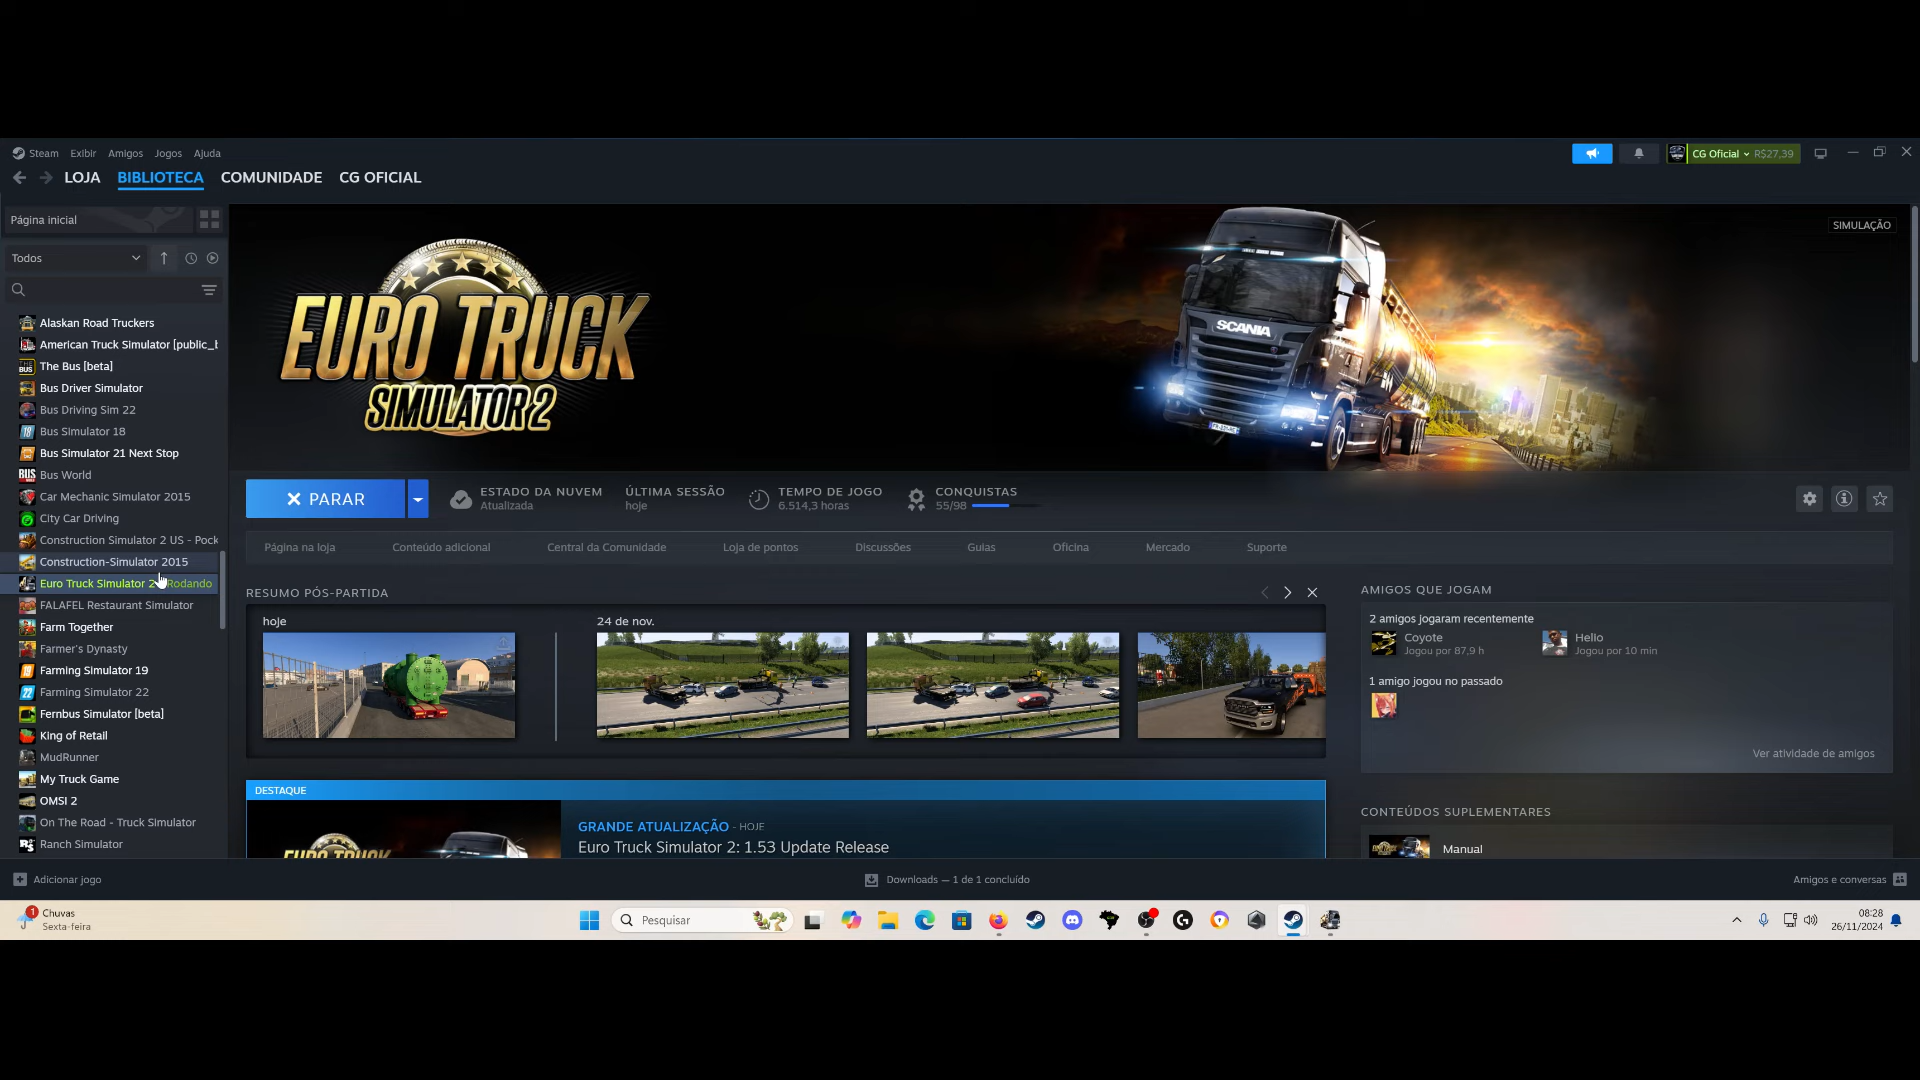 Steam Exibir Amigos Jogos Ajuda
CG Oficial R$27,39
LOJA BIBLIOTECA COMUNIDADE CG OFICIAL
Página inicial
SIMULAÇÃO
Todos
EURO TRUCK
SIMULATOR 2
SCANIA
Alaskan Road Truckers
American Truck Simulator [public_b
The Bus [beta]
Bus Driver Simulator
Bus Driving Sim 22
Bus Simulator 18
Bus Simulator 21 Next Stop
Bus World
Car Mechanic Simulator 2015
City Car Driving
Construction Simulator 2 US - Pock
Construction-Simulator 2015
Euro Truck Simulator 2 Rodando
FALAFEL Restaurant Simulator
Farm Together
Farmer's Dynasty
Farming Simulator 19
Farming Simulator 22
Fernbus Simulator [beta]
King of Retail
MudRunner
My Truck Game
OMSI 2
On The Road - Truck Simulator
Ranch Simulator
PARAR
ESTADO DA NUVEM
Atualizada
ÚLTIMA SESSÃO
hoje
TEMPO DE JOGO
6.514,3 horas
CONQUISTAS
55/98
Página na loja Conteúdo adicional Central da Comunidade Loja de pontos Discussões Guias Oficina Mercado Suporte
RESUMO PÓS-PARTIDA
hoje
24 de nov.
AMIGOS QUE JOGAM
2 amigos jogaram recentemente
Coyote
Jogou por 87,9 h
Hello
Jogou por 10 min
1 amigo jogou no passado
Ver atividade de amigos
DESTAQUE
GRANDE ATUALIZAÇÃO - HOJE
Euro Truck Simulator 2: 1.53 Update Release
CONTEÚDOS SUPLEMENTARES
Manual
Adicionar jogo
Downloads — 1 de 1 concluído
Amigos e conversas
1
Chuvas
Sexta-feira
Pesquisar
08:28
26/11/2024